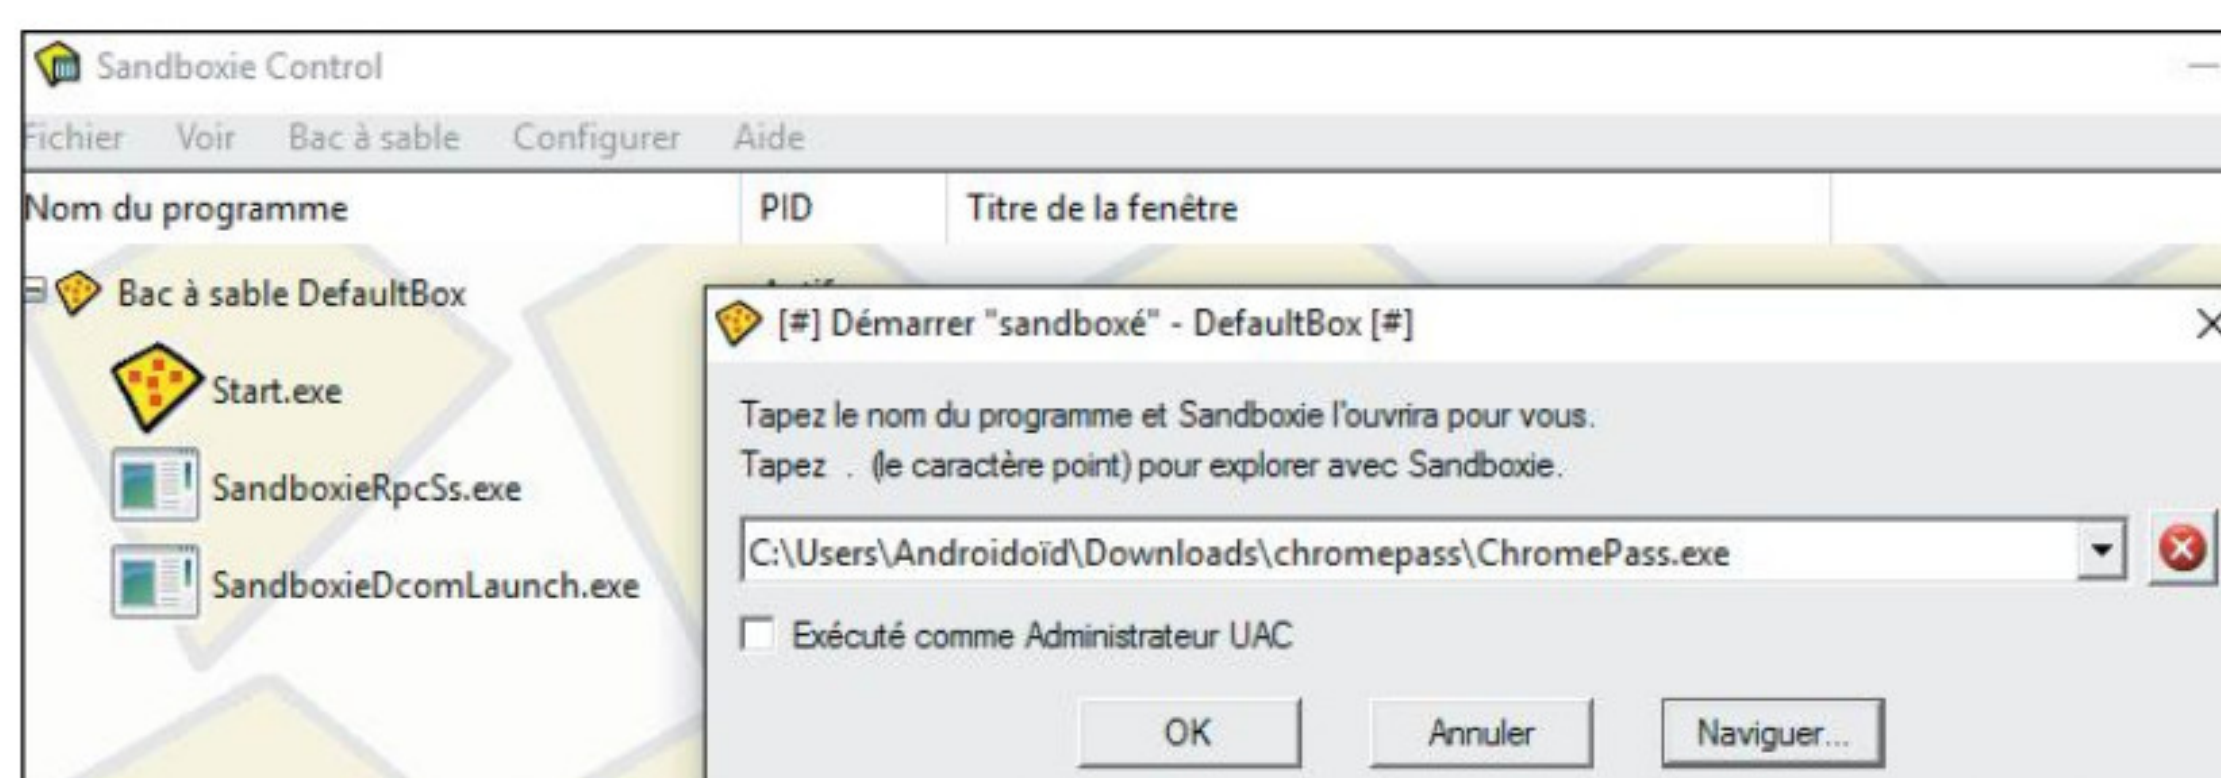 Sandboxie Control
Fichier Voir Bac à sable Configurer Aide
Nom du programme PID Titre de la fenêtre
Bac à sable DefaultBox
Start.exe
SandboxieRpcSs.exe
SandboxieDcomLaunch.exe
[#] Démarrer "sandboxé" - DefaultBox [#]
Tapez le nom du programme et Sandboxie l'ouvrira pour vous.
Tapez . (le caractère point) pour explorer avec Sandboxie.
C:\Users\Androidoïd\Downloads\chromepass\ChromePass.exe
Exécuté comme Administrateur UAC
OK Annuler Naviguer...